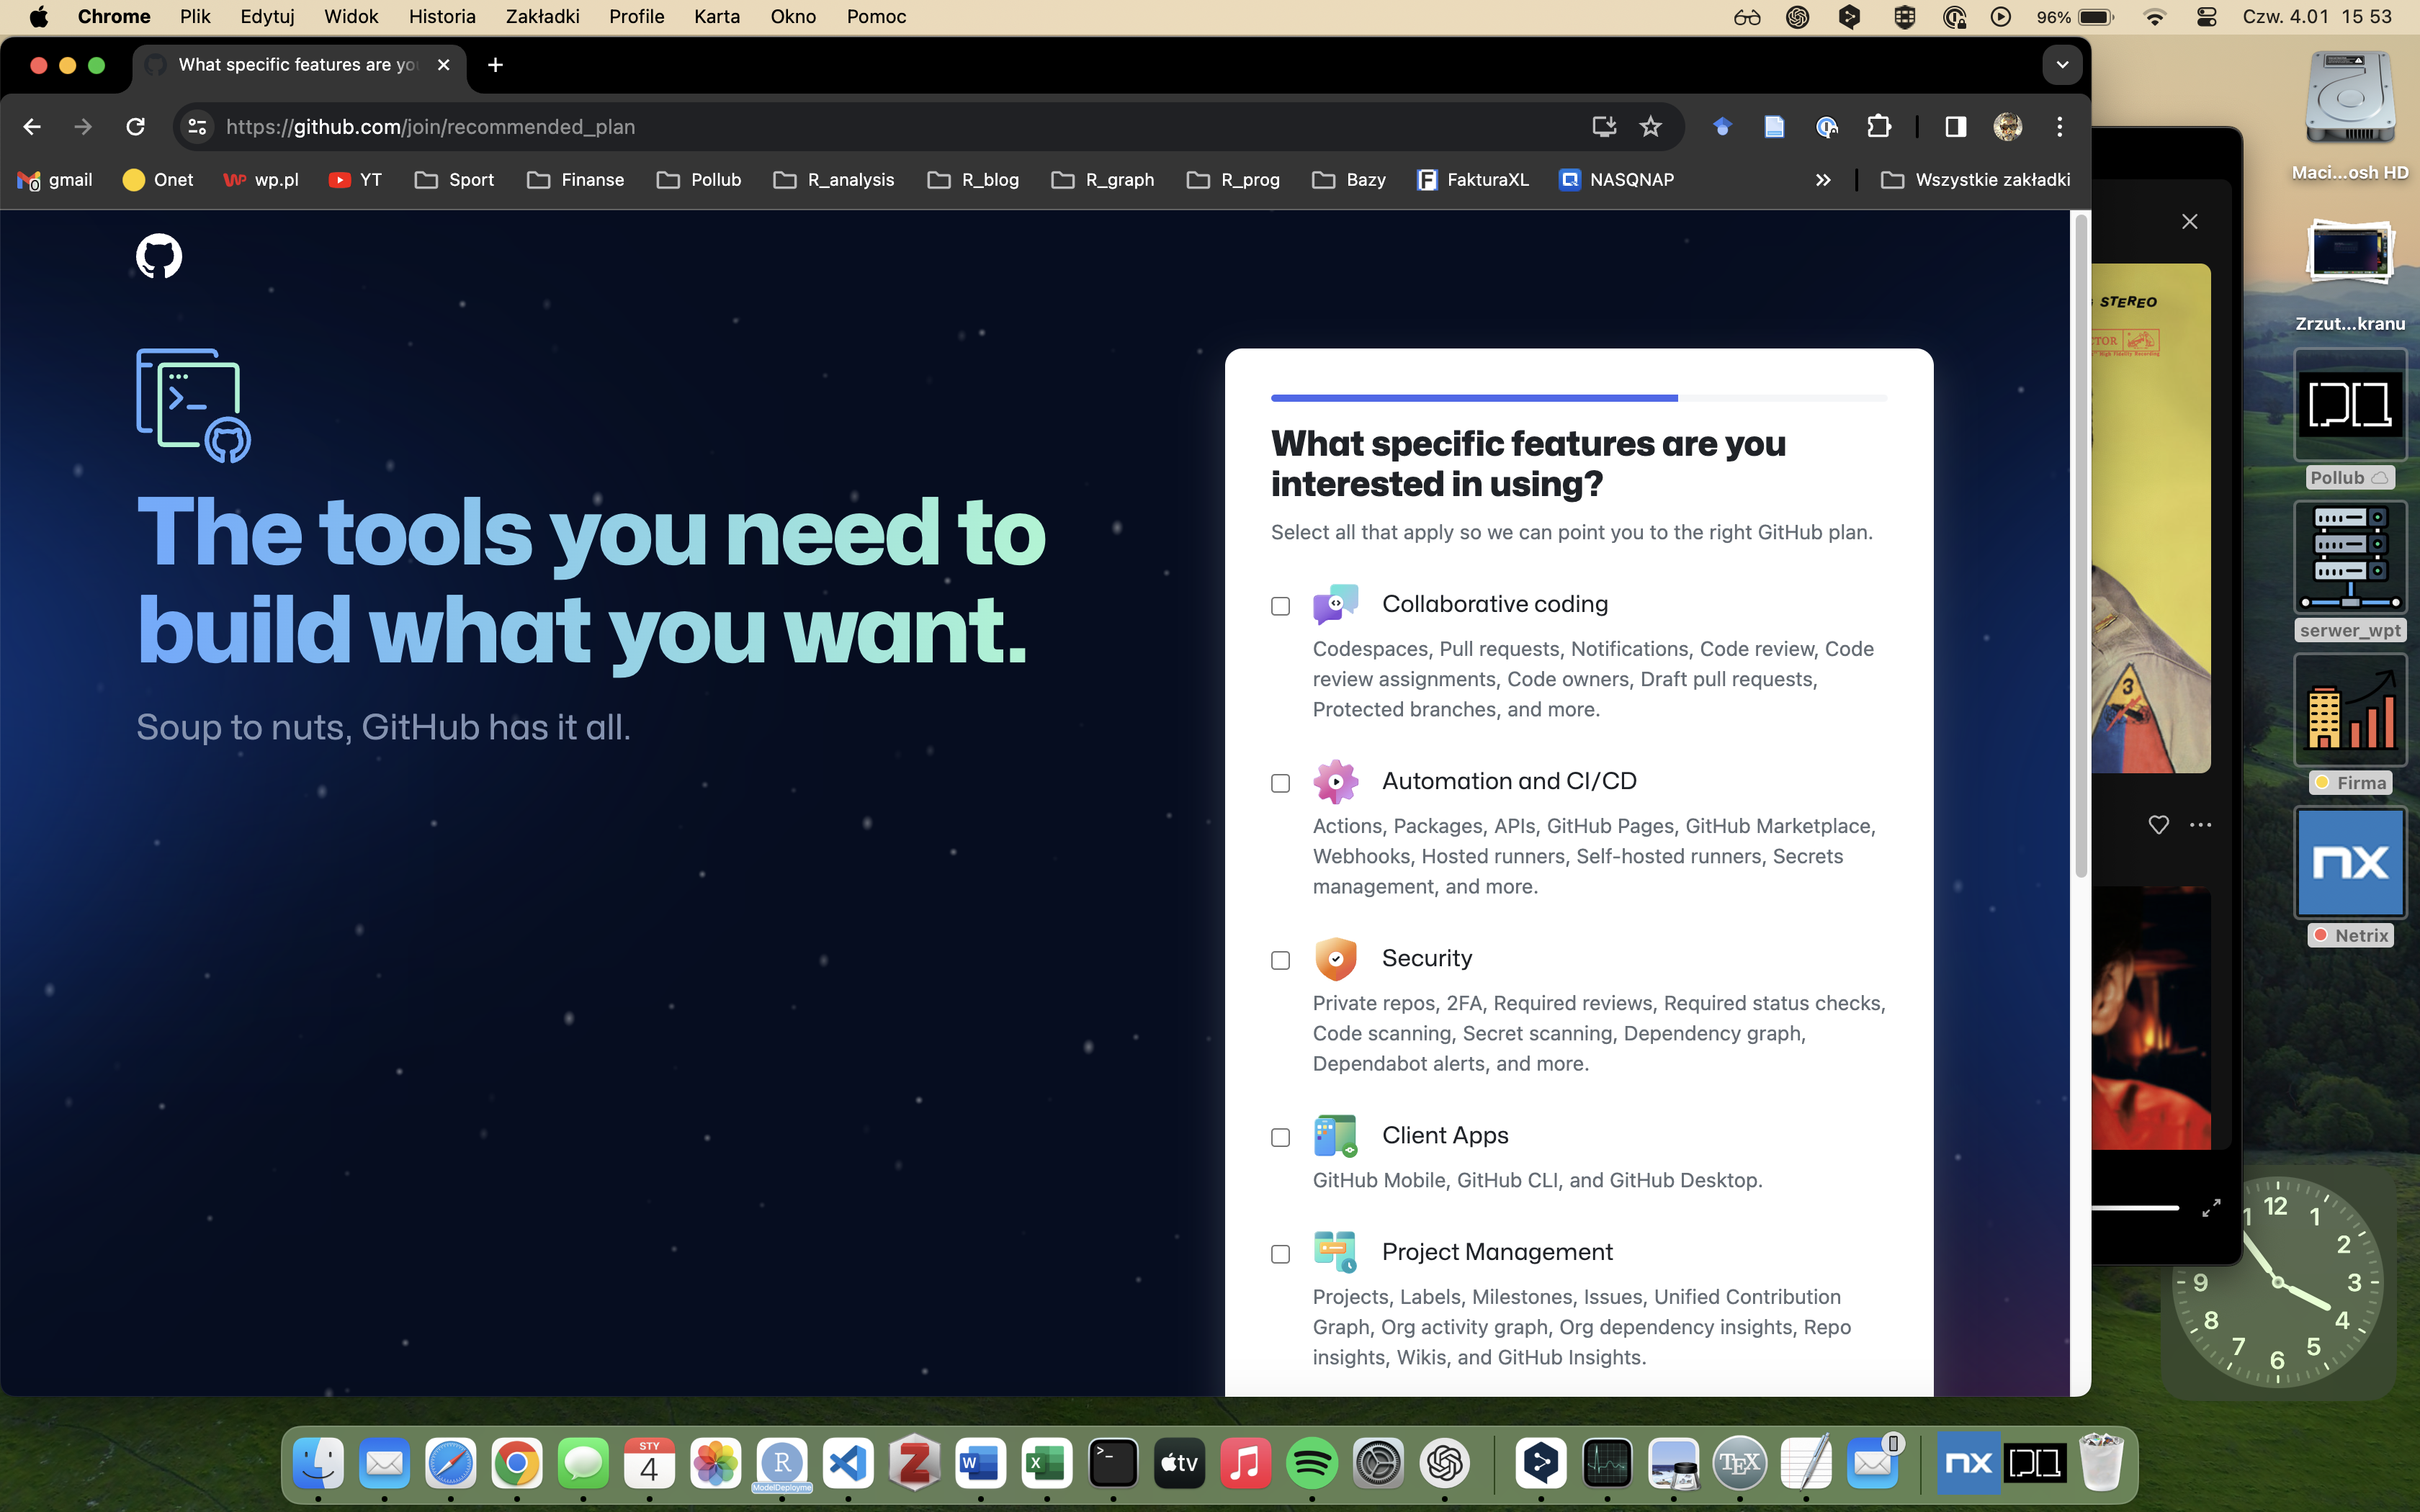 Chrome Plik Edytuj Widok Historia Zakładki Profile Karta Okno Pomoc 96% Czw. 4.01 15 53
What specific features are yo
https://github.com/join/recommended_plan
gmail Onet wp.pl YT Sport Finanse Pollub R_analysis R_blog R_graph R_prog Bazy FakturaXL NASQNAP Wszystkie zakładki
The tools you need to
build what you want.
Soup to nuts, GitHub has it all.
What specific features are you
interested in using?
Select all that apply so we can point you to the right GitHub plan.
Collaborative coding
Codespaces, Pull requests, Notifications, Code review, Code
review assignments, Code owners, Draft pull requests,
Protected branches, and more.
Automation and CI/CD
Actions, Packages, APIs, GitHub Pages, GitHub Marketplace,
Webhooks, Hosted runners, Self-hosted runners, Secrets
management, and more.
Security
Private repos, 2FA, Required reviews, Required status checks,
Code scanning, Secret scanning, Dependency graph,
Dependabot alerts, and more.
Client Apps
GitHub Mobile, GitHub CLI, and GitHub Desktop.
Project Management
Projects, Labels, Milestones, Issues, Unified Contribution
Graph, Org activity graph, Org dependency insights, Repo
insights, Wikis, and GitHub Insights.
STEREO
3
Maci...osh HD
Zrzut...kranu
Pollub
serwer_wpt
Firma
nx
Netrix
12 1 2 3 4 5 6 7 8 9 1
STY
4
R
ModelDeployme
Z
W
X
tv
TEX
nx